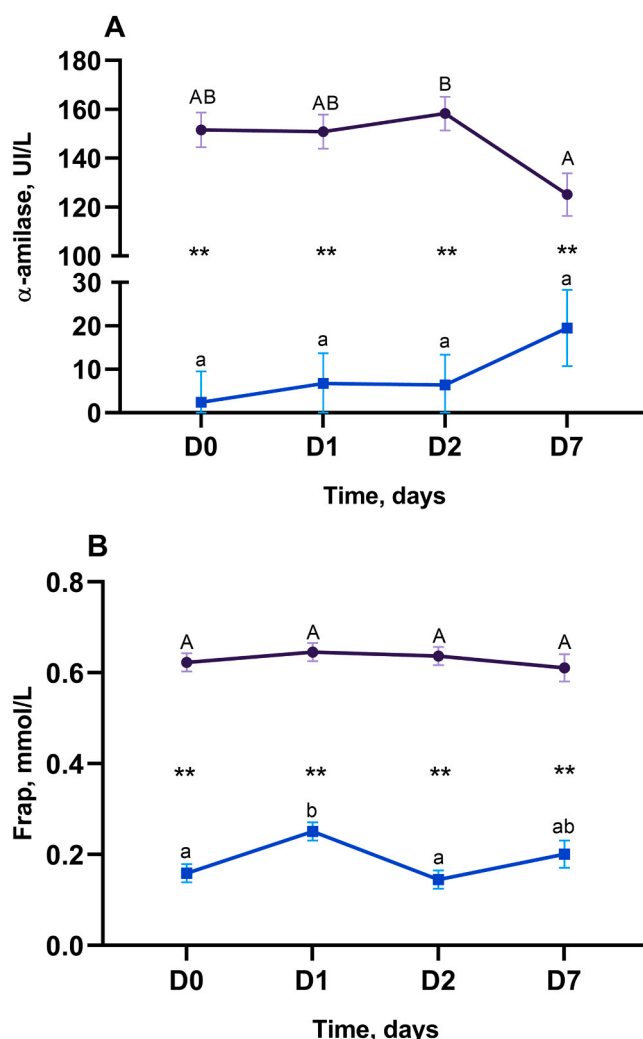 A
α-amilase, UI/L
180
160
140
120
100
30
20
10
0
AB AB B A
** ** ** **
a a a a
D0 D1 D2 D7
Time, days
B
Frap, mmol/L
0.8
0.6
0.4
0.2
0.0
A A A A
** ** ** **
a b a ab
D0 D1 D2 D7
Time, days